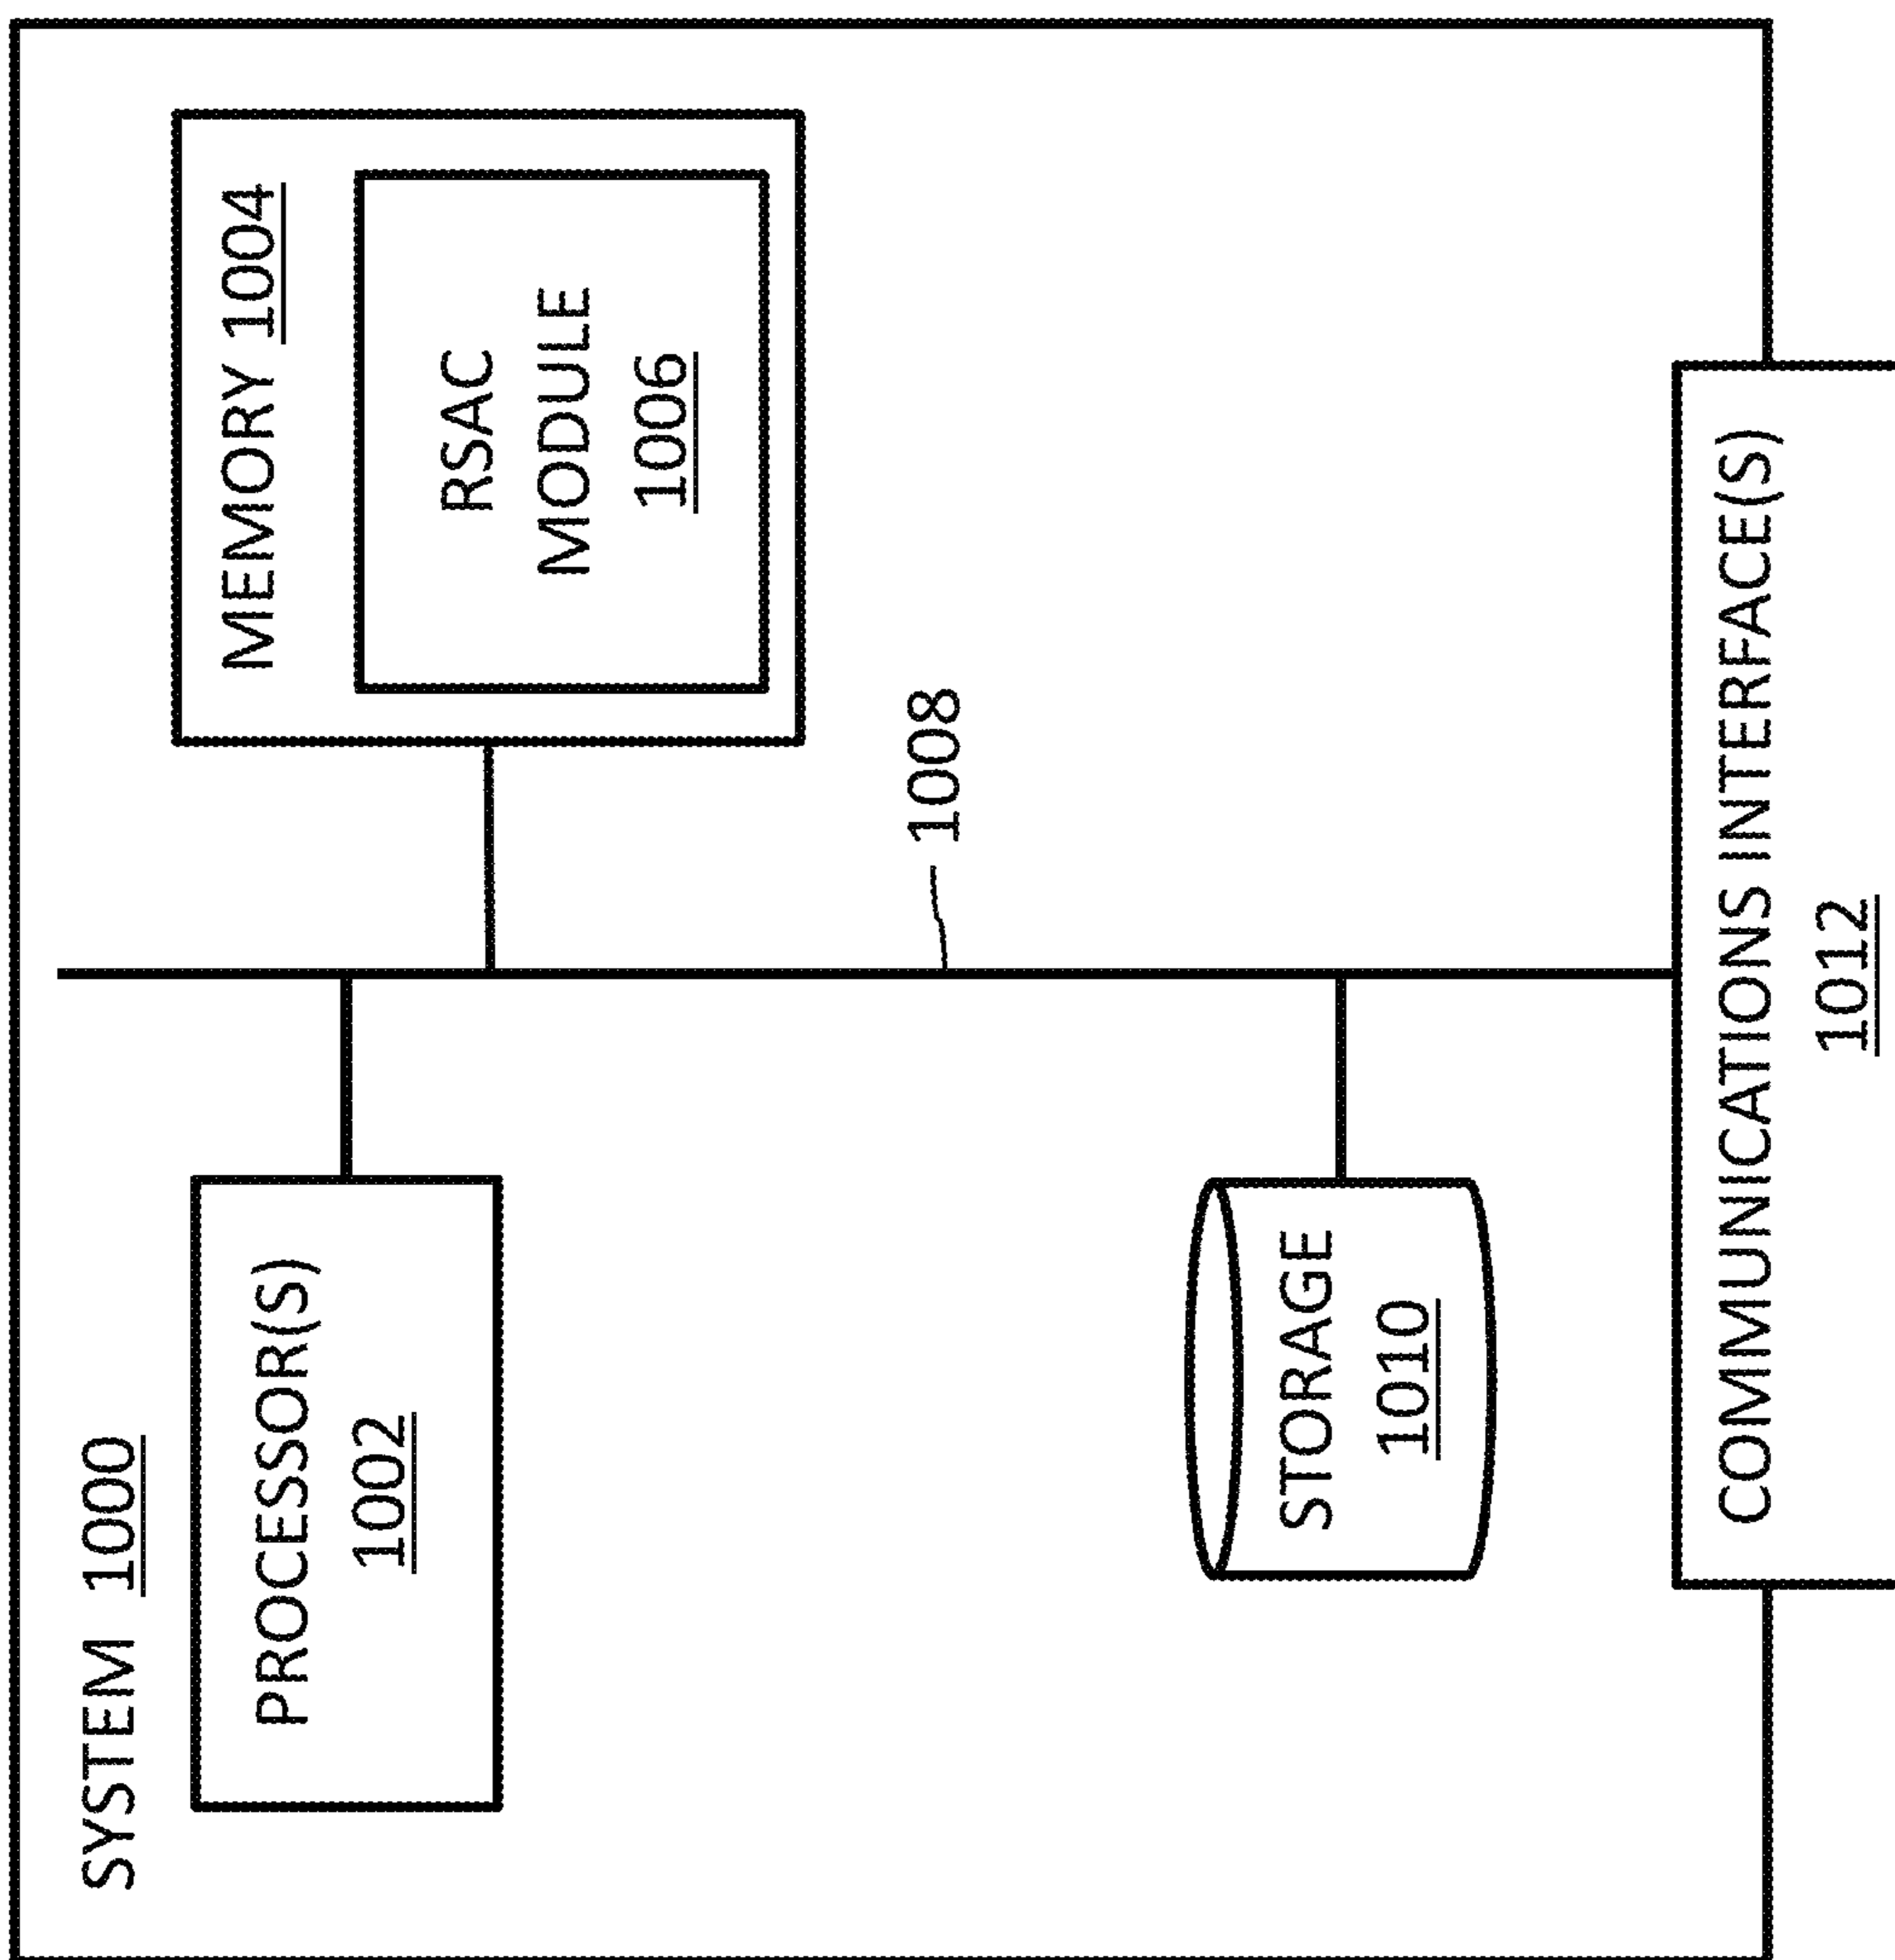 SYSTEM 1000
PROCESSOR(S)
1002
MEMORY 1004
RSAC
MODULE
1006
1008
STORAGE
1010
COMMUNICATIONS INTERFACE(S)
1012